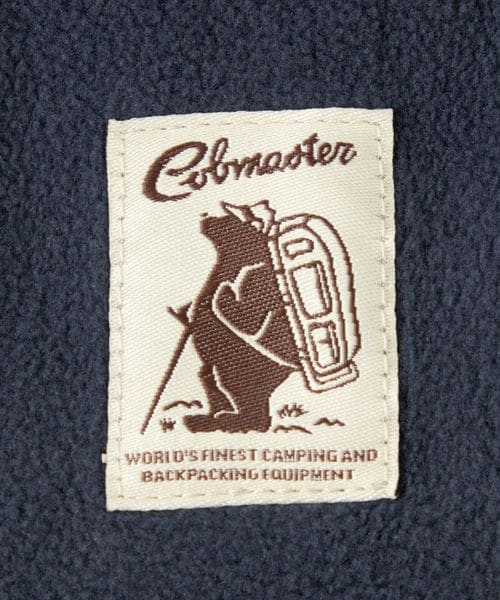 Cobmaster
WORLD'S FINEST CAMPING AND
BACKPACKING EQUIPMENT